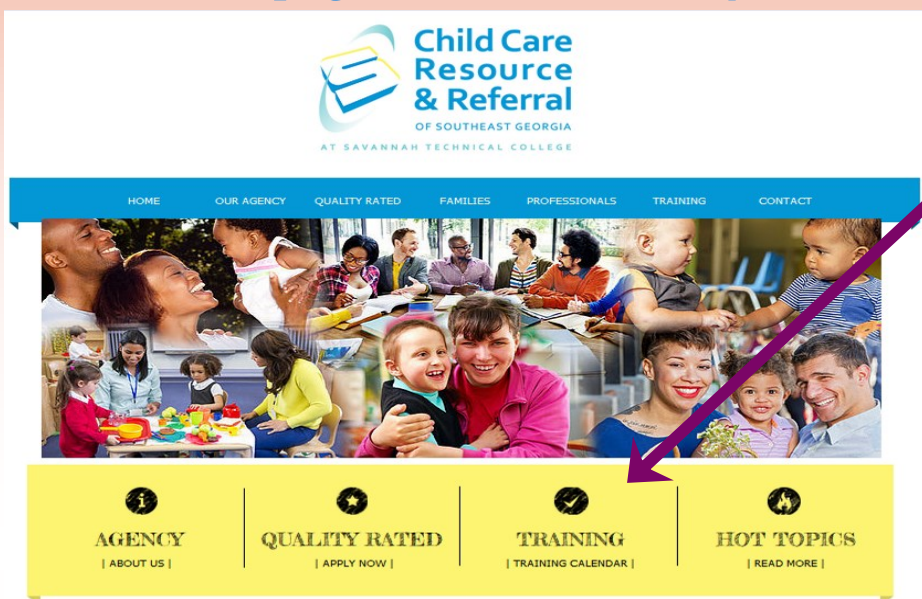 Child Care
Resource
& Referral
OF SOUTHEAST GEORGIA
AT SAVANNAH TECHNICAL COLLEGE
HOME OUR AGENCY QUALITY RATED FAMILIES PROFESSIONALS TRAINING CONTACT
AGENCY QUALITY RATED TRAINING HOT TOPICS
| ABOUT US | | APPLY NOW | | TRAINING CALENDAR | | READ MORE |